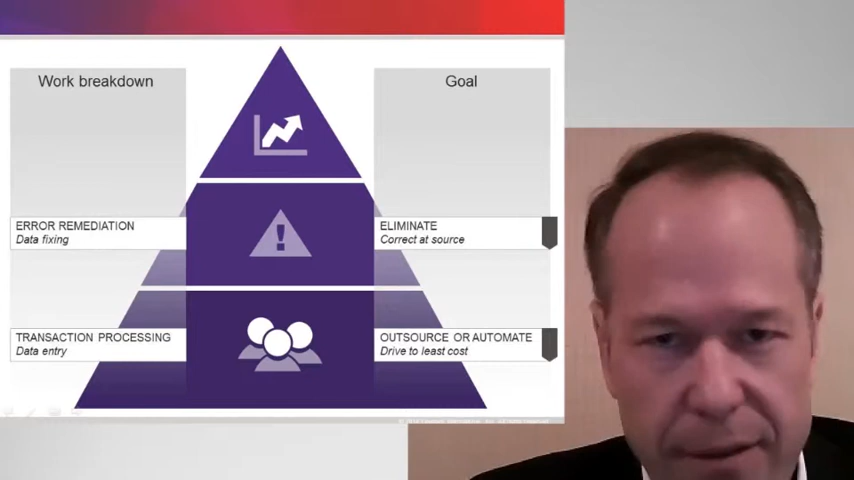 Work breakdown
Goal
ERROR REMEDIATION
Data fixing
ELIMINATE
Correct at source
!
TRANSACTION PROCESSING
Data entry
OUTSOURCE OR AUTOMATE
Drive to least cost